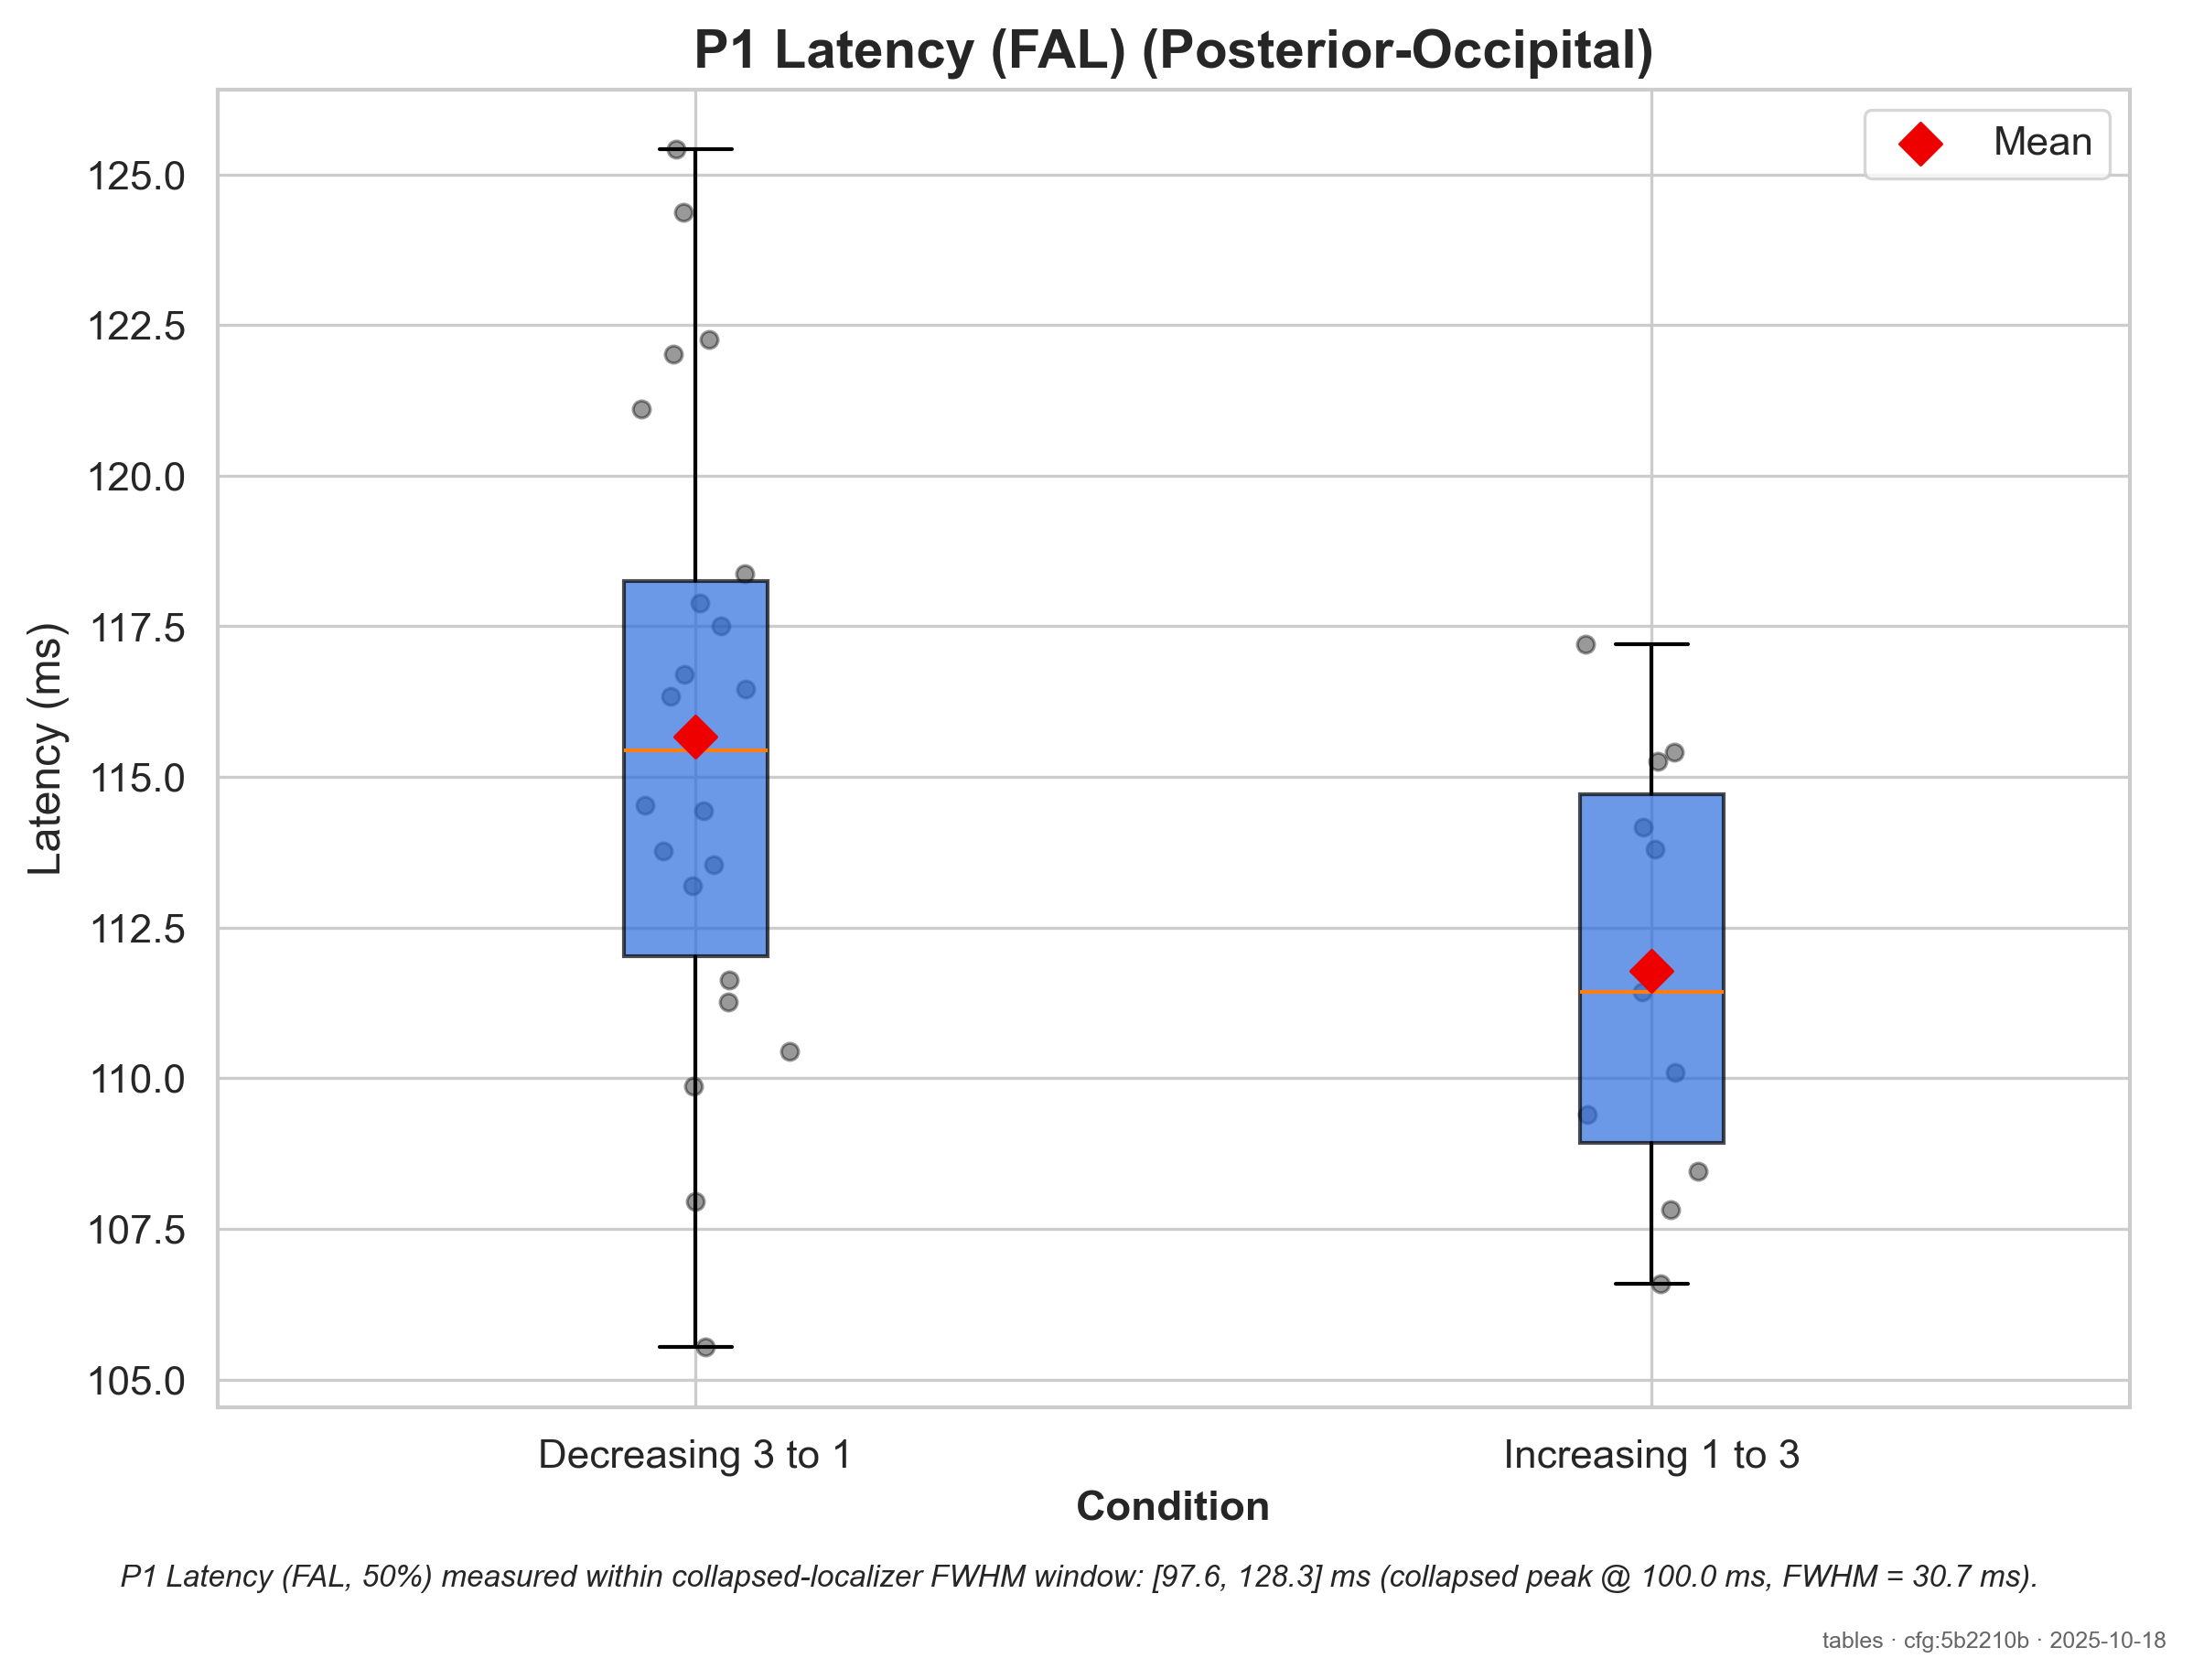 P1 Latency (FAL) (Posterior-Occipital)
Mean
125.0
122.5
120.0
117.5
115.0
112.5
110.0
107.5
105.0
Latency (ms)
Decreasing 3 to 1
Increasing 1 to 3
Condition
P1 Latency (FAL, 50%) measured within collapsed-localizer FWHM window: [97.6, 128.3] ms (collapsed peak @ 100.0 ms, FWHM = 30.7 ms).
tables · cfg:5b2210b · 2025-10-18